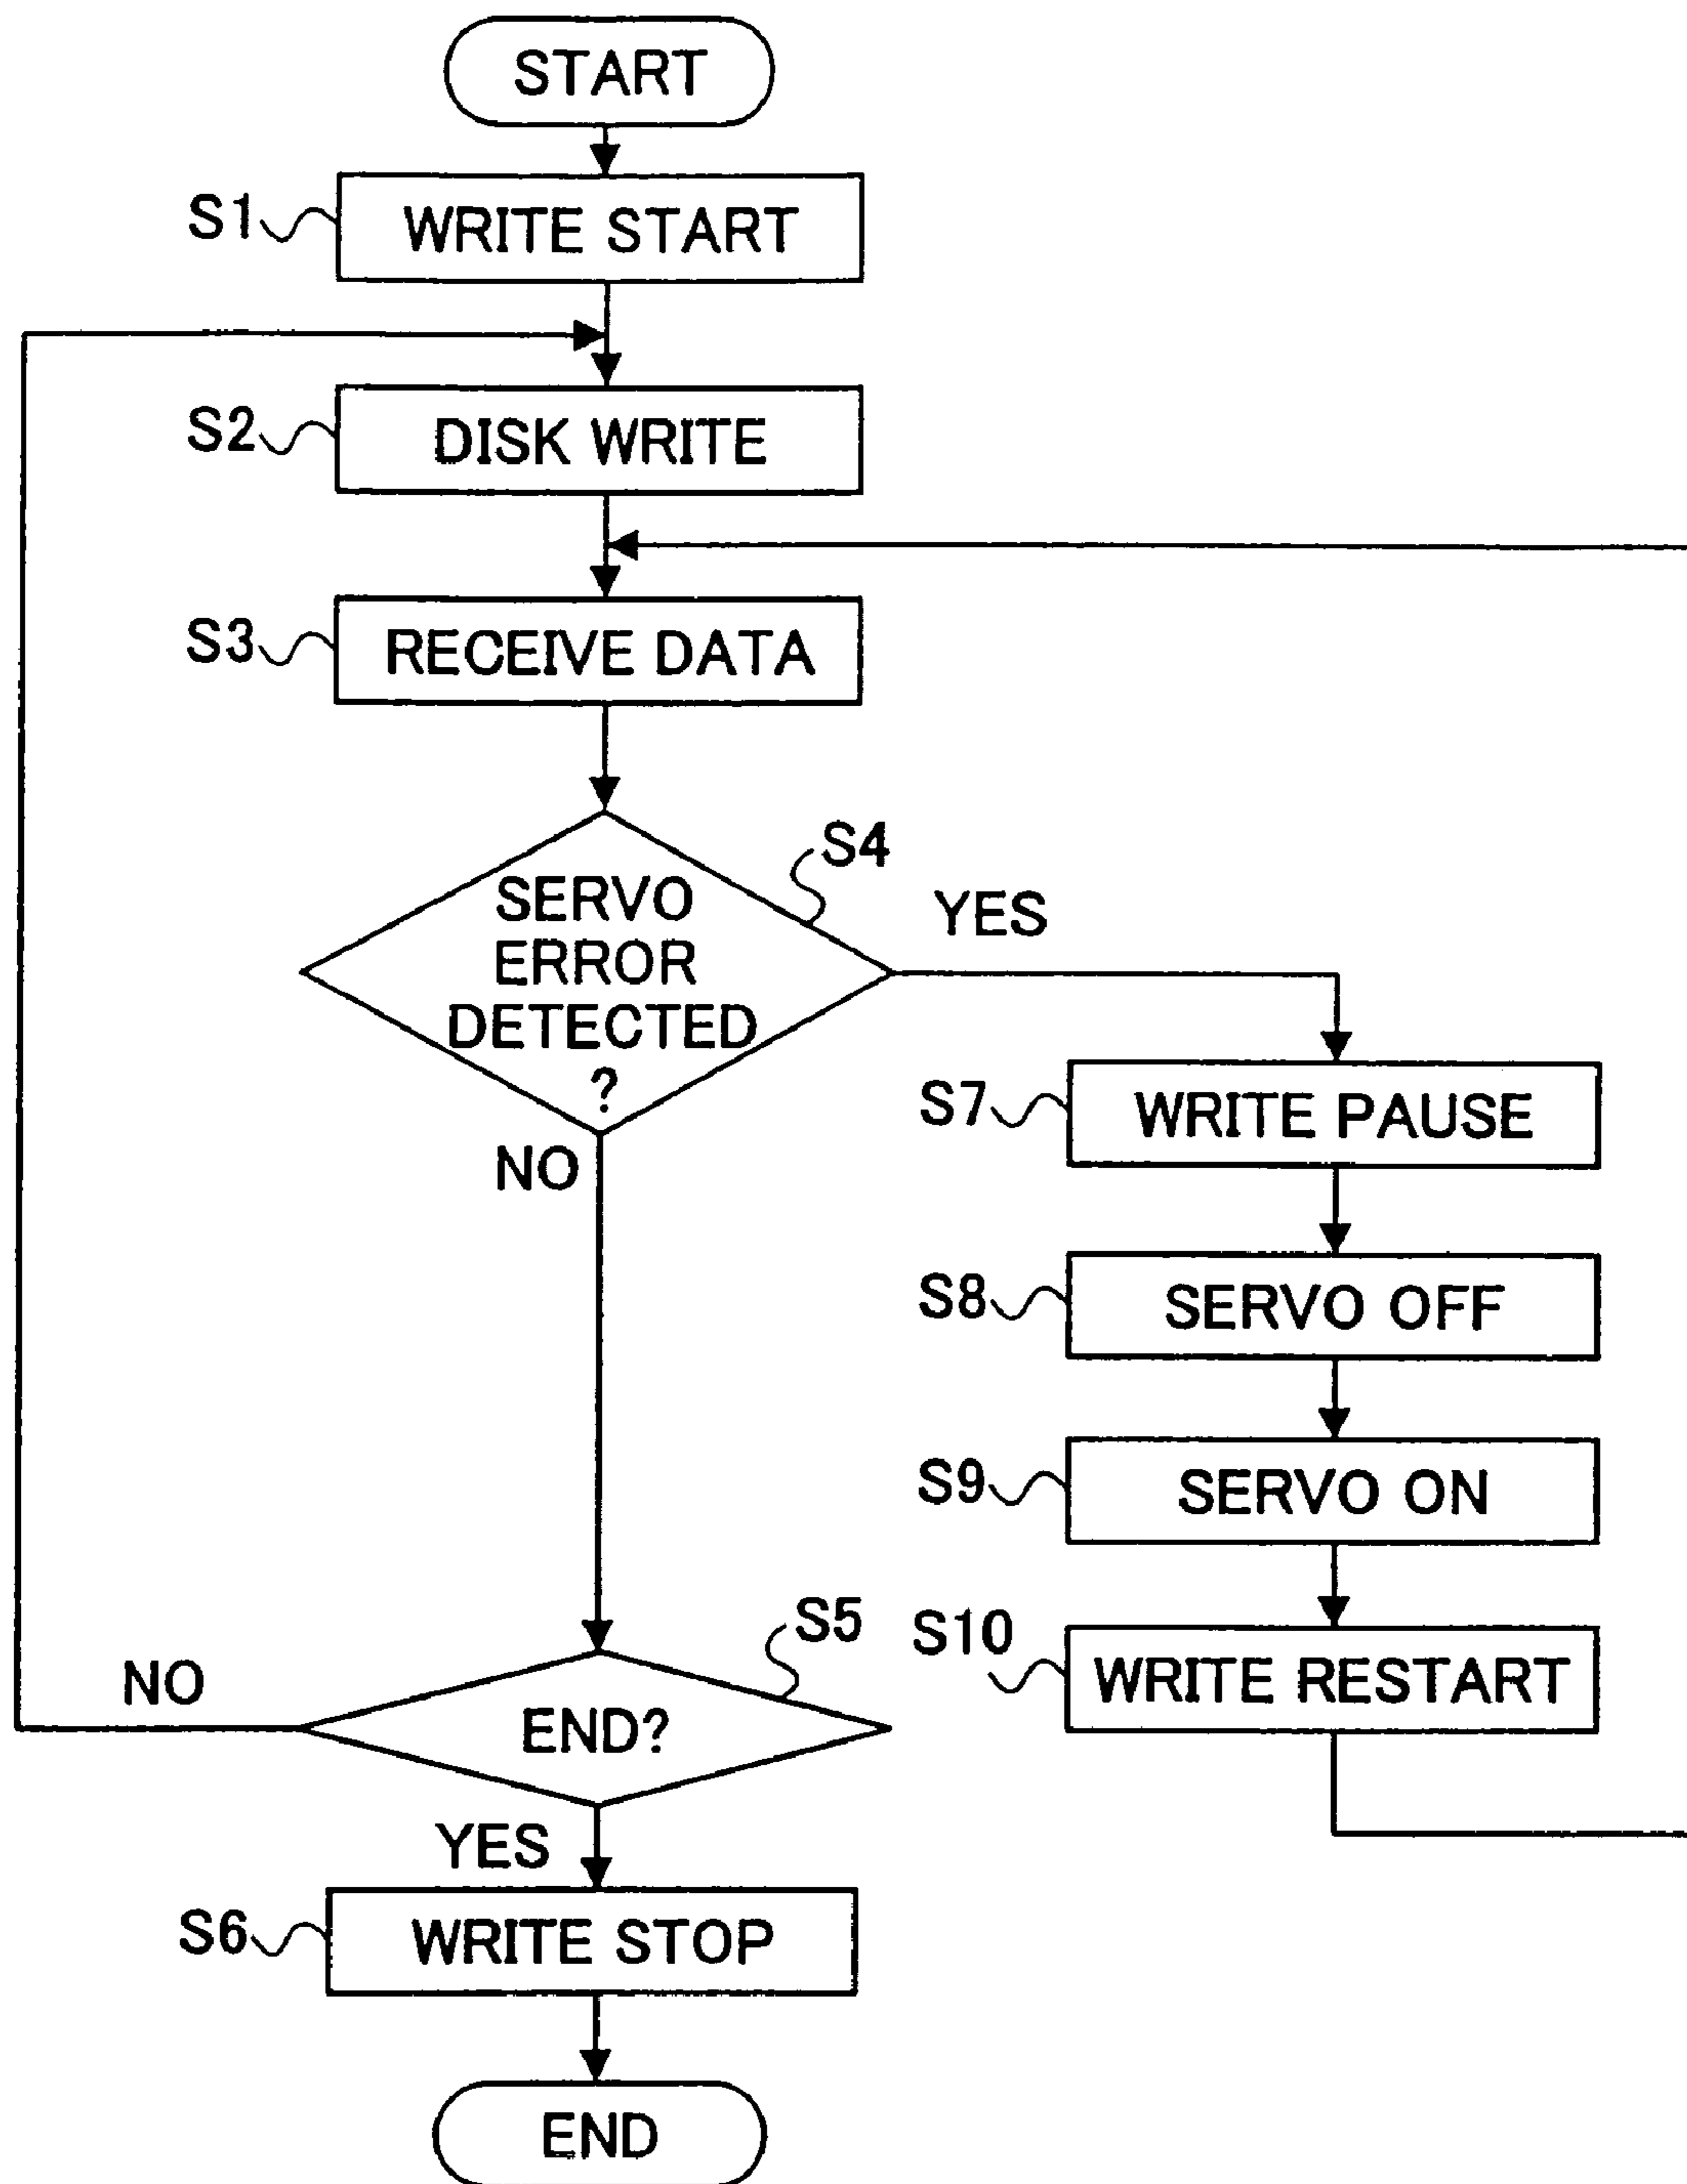 START
S1
WRITE START
S2
DISK WRITE
S3
RECEIVE DATA
S4
SERVO
ERROR
DETECTED
?
YES
NO
S7
WRITE PAUSE
S8
SERVO OFF
S9
SERVO ON
S10
WRITE RESTART
S5
END?
NO
YES
S6
WRITE STOP
END